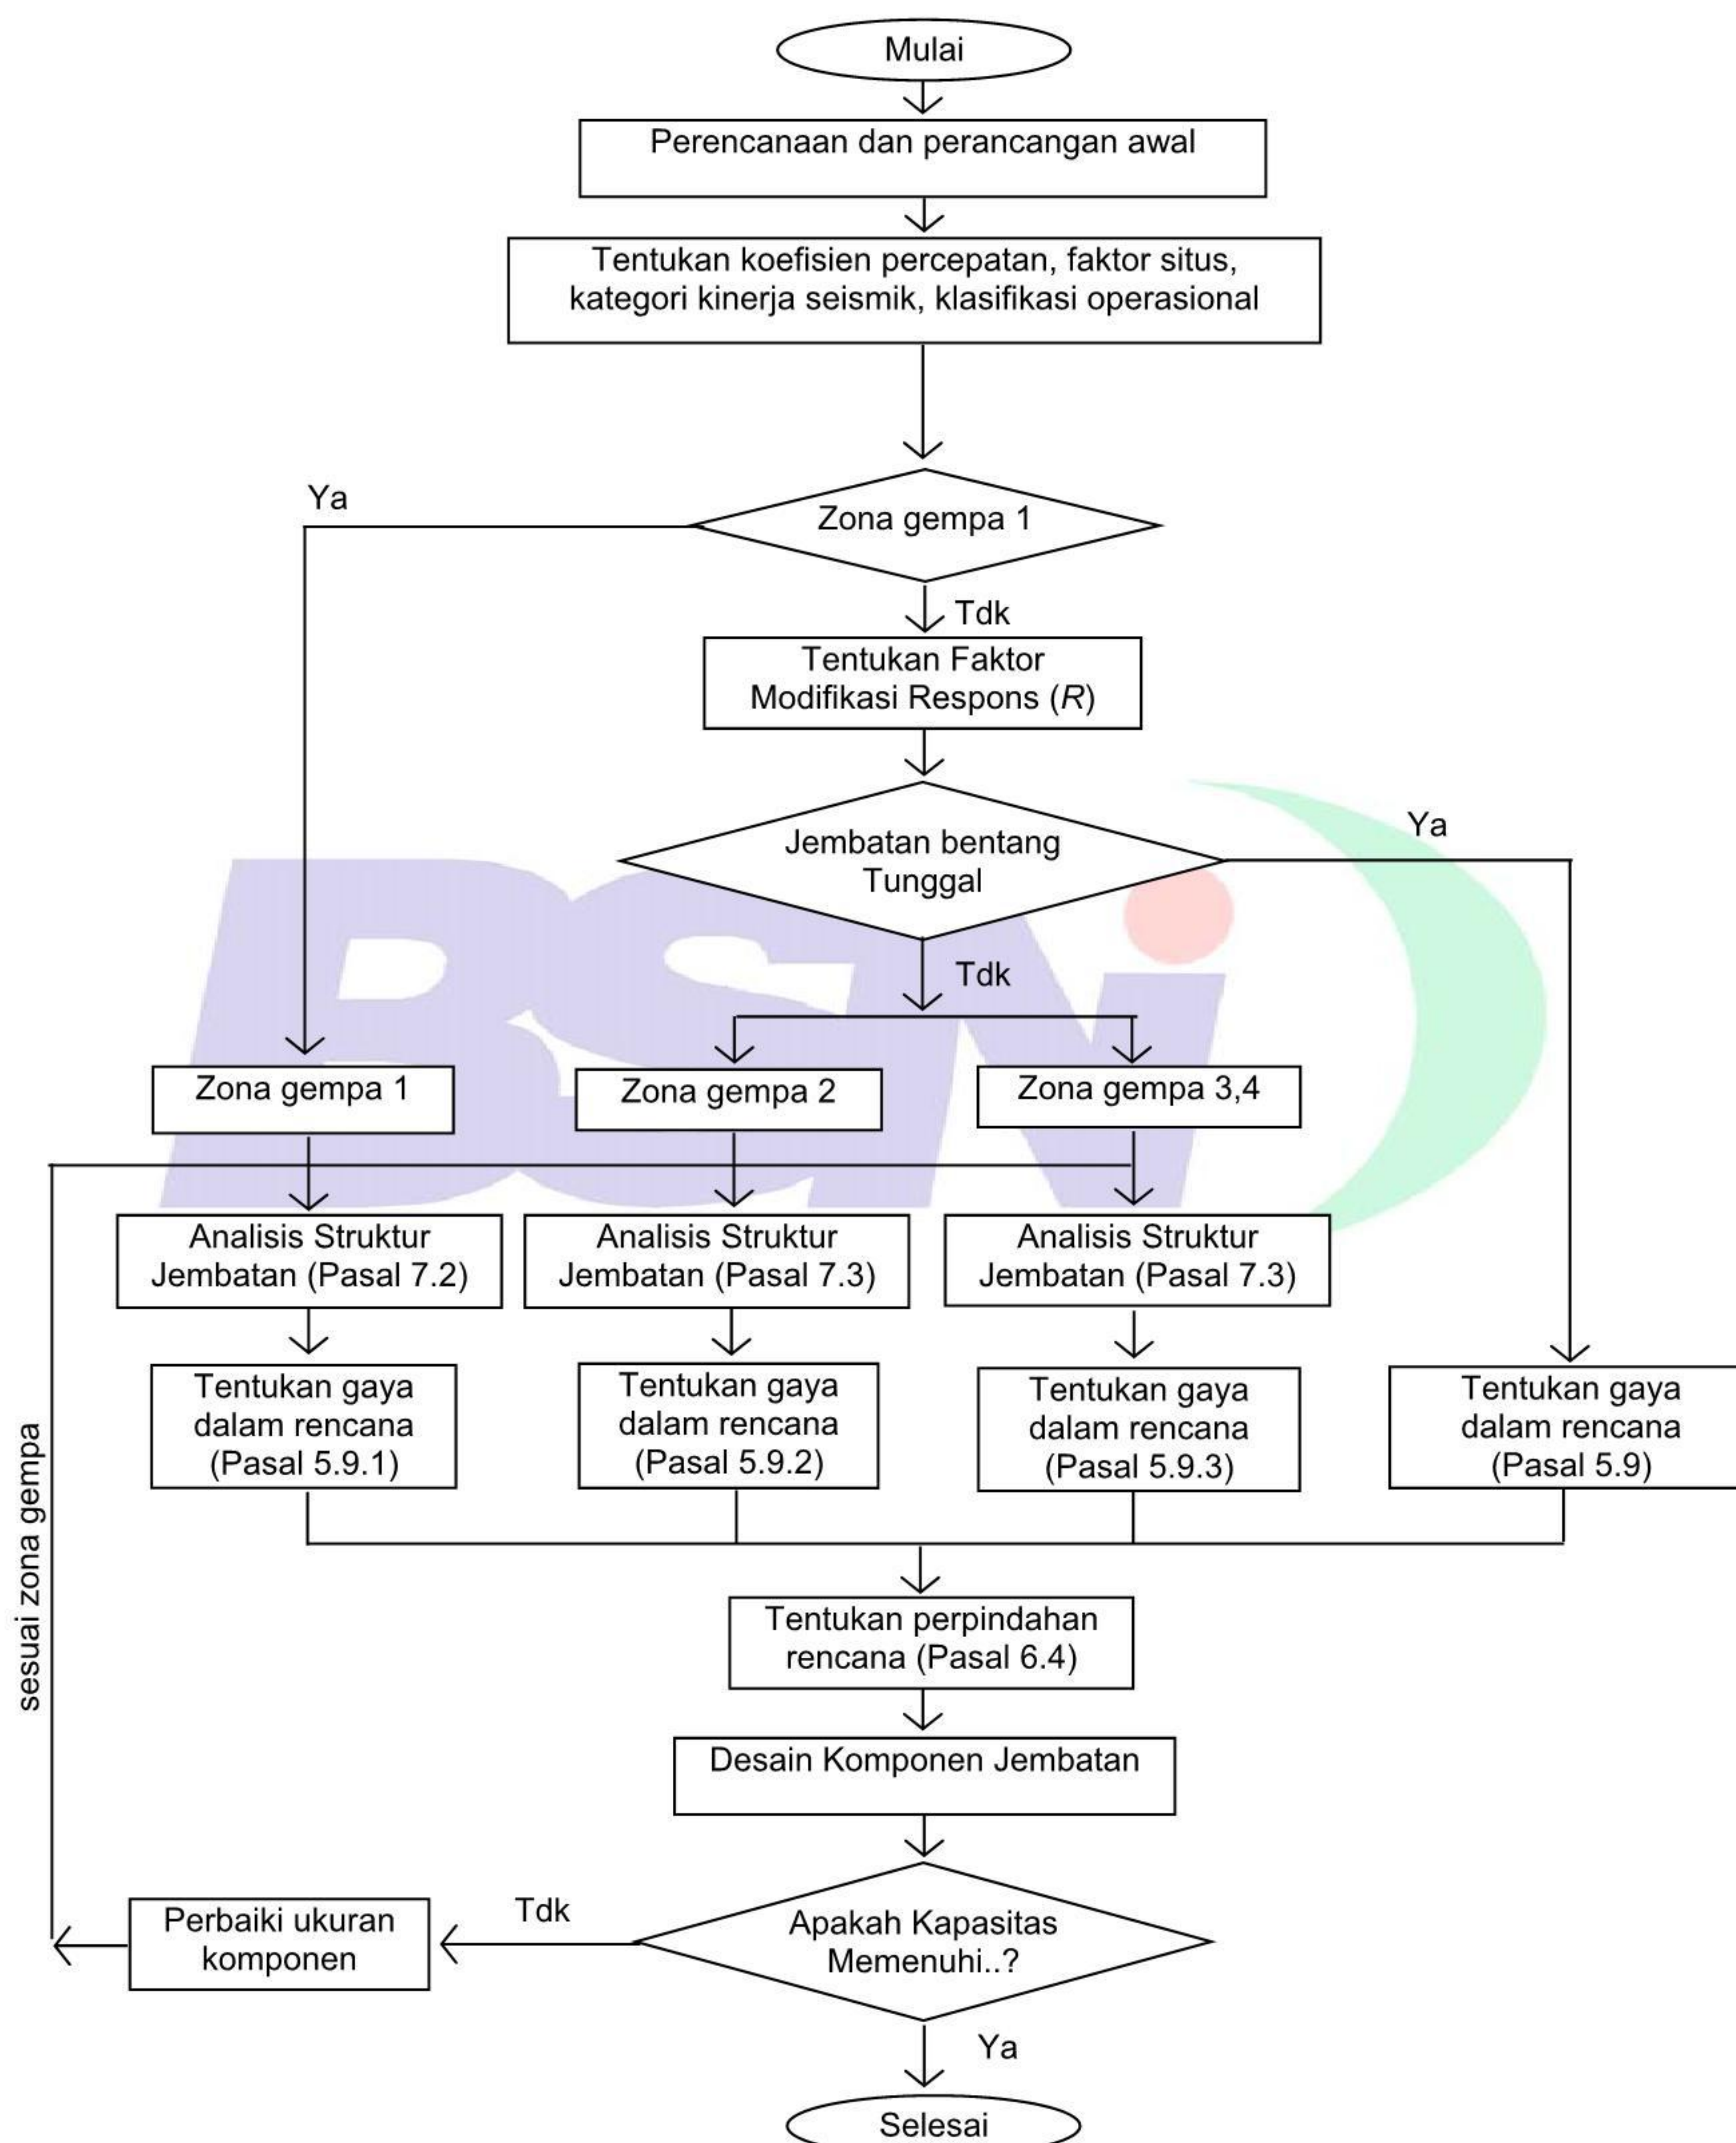 Mulai
Perencanaan dan perancangan awal
Tentukan koefisien percepatan, faktor situs,
kategori kinerja seismik, klasifikasi operasional
Ya
Zona gempa 1
Tdk
Tentukan Faktor
Modifikasi Respons (R)
Jembatan bentang
Tunggal
Ya
Tdk
Zona gempa 1
Zona gempa 2
Zona gempa 3,4
Analisis Struktur
Jembatan (Pasal 7.2)
Analisis Struktur
Jembatan (Pasal 7.3)
Analisis Struktur
Jembatan (Pasal 7.3)
Tentukan gaya
dalam rencana
(Pasal 5.9.1)
Tentukan gaya
dalam rencana
(Pasal 5.9.2)
Tentukan gaya
dalam rencana
(Pasal 5.9.3)
Tentukan gaya
dalam rencana
(Pasal 5.9)
sesuai zona gempa
Tentukan perpindahan
rencana (Pasal 6.4)
Desain Komponen Jembatan
Apakah Kapasitas
Memenuhi..?
Tdk
Perbaiki ukuran
komponen
Ya
Selesai
BSN